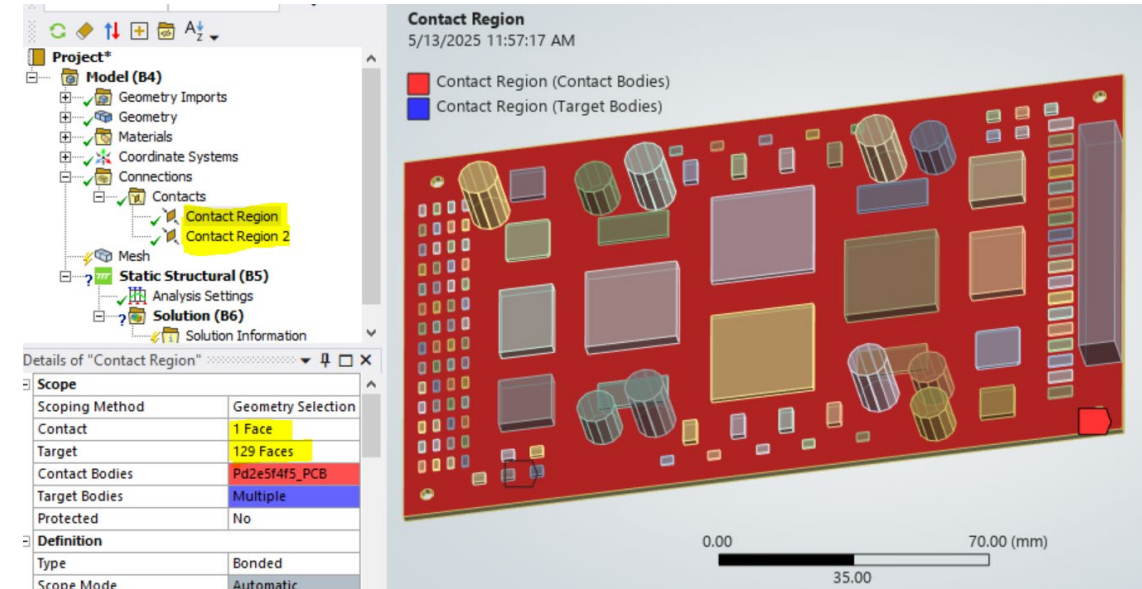 Project*
Model (B4)
Geometry Imports
Geometry
Materials
Coordinate Systems
Connections
Contacts
Contact Region
Contact Region 2
Mesh
Static Structural (B5)
Analysis Settings
Solution (B6)
Solution Information
Details of "Contact Region"
Scope
Scoping Method Geometry Selection
Contact 1 Face
Target 129 Faces
Contact Bodies Pd2e5f4f5_PCB
Target Bodies Multiple
Protected No
Definition
Type Bonded
Scope Mode Automatic
Contact Region
5/13/2025 11:57:17 AM
Contact Region (Contact Bodies)
Contact Region (Target Bodies)
0.00 70.00 (mm)
35.00